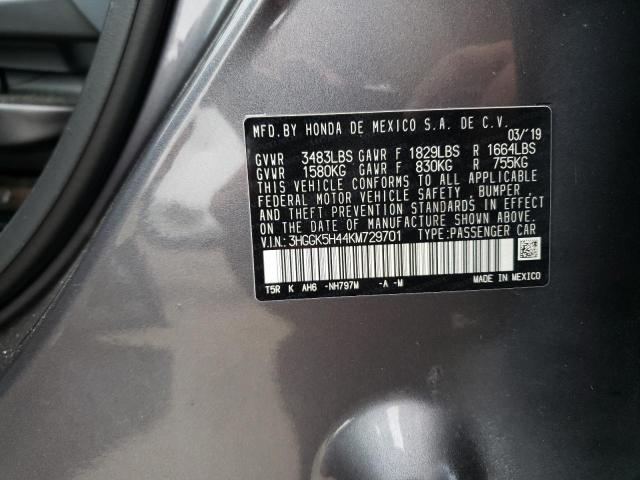 MFD.BY HONDA DE MEXICO S.A. DE C.V.
03/'19
GVWR 3483LBS GAWR F 1829LBS R 1664LBS
GVWR 1580KG GAWR F 830KG R 755KG
THIS VEHICLE CONFORMS TO ALL APPLICABLE
FEDERAL MOTOR VEHICLE SAFETY, BUMPER ,
AND THEFT PREVENTION STANDARDS IN EFFECT
ON THE DATE OF MANUFACTURE SHOWN ABOVE.
V.I.N.:3HGGK5H44KM729701 TYPE:PASSENGER CAR
T5R K AH6 -NH797M -A -M
MADE IN MEXICO